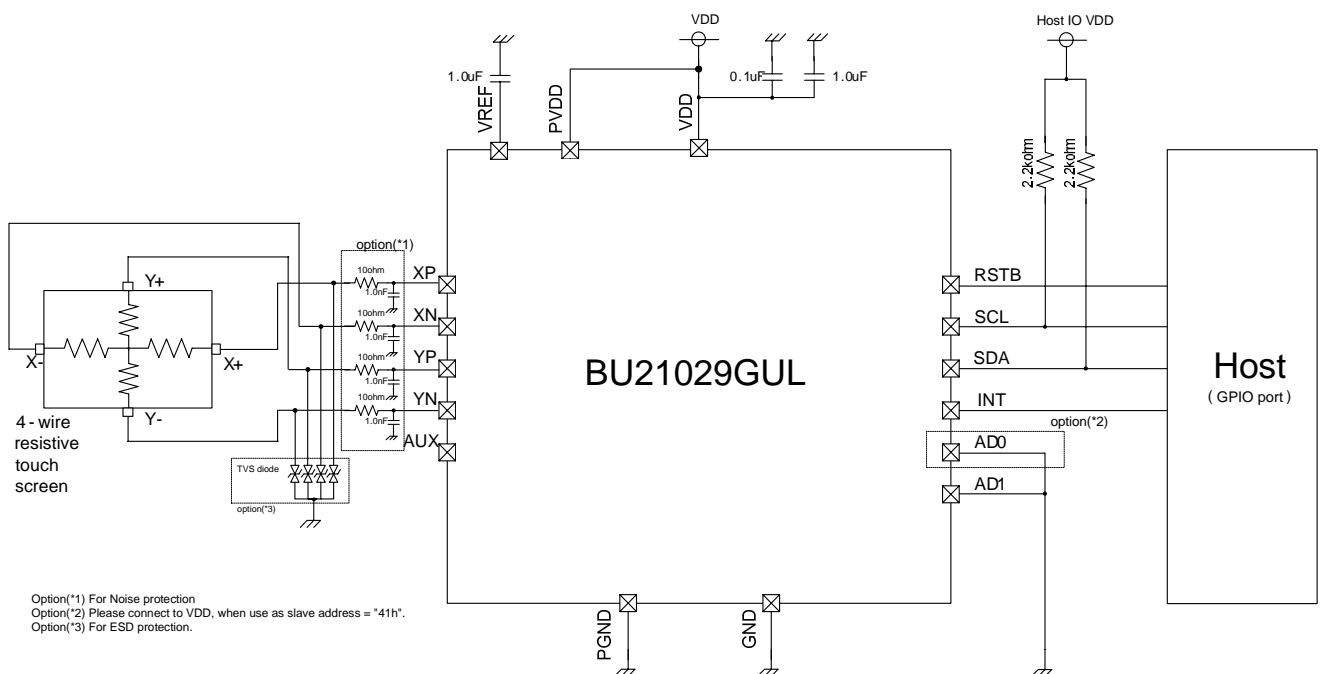 VDD
Host IO VDD
1.0uF
0.1uF
1.0uF
VREF
PVDD
VDD
2.2kohm
2.2kohm
option(*1)
10ohm
1.0nF
10ohm
1.0nF
10ohm
1.0nF
10ohm
1.0nF
XP
XN
YP
YN
AUX
Y+
X-
X+
Y-
4-wire
resistive
touch
screen
TVS diode
option(*3)
BU21029GUL
RSTB
SCL
SDA
INT
option(*2)
AD0
AD1
Host
( GPIO port )
PGND
GND
Option(*1) For Noise protection
Option(*2) Please connect to VDD, when use as slave address = "41h".
Option(*3) For ESD protection.